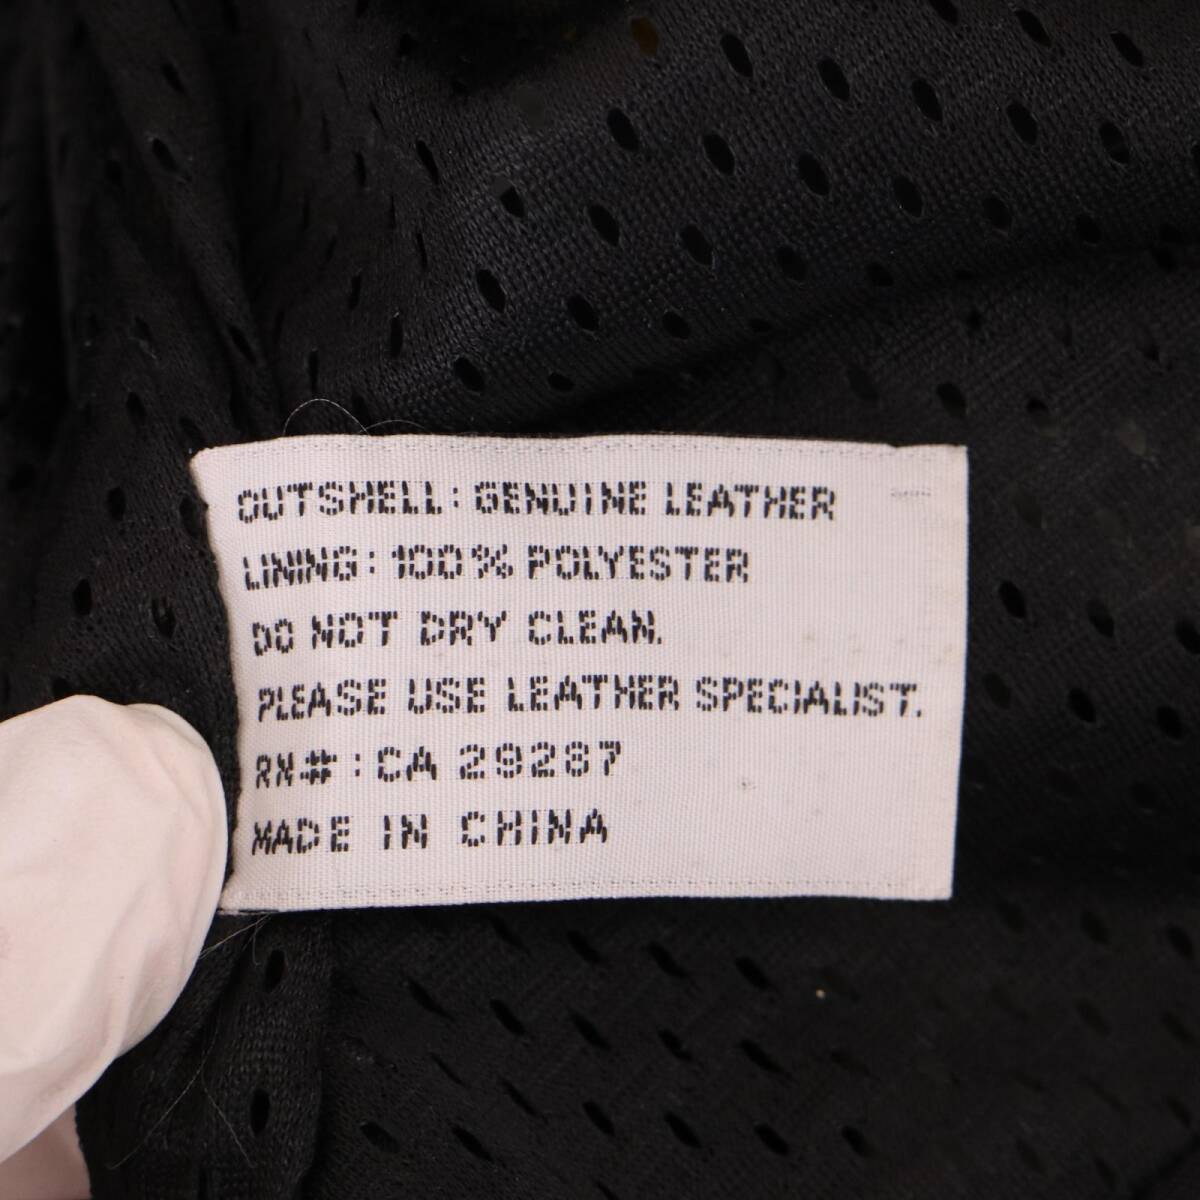 OUTSHELL: GENUINE LEATHER
LINING: 100% POLYESTER
DO NOT DRY CLEAN.
PLEASE USE LEATHER SPECIALIST.
RN#: CA 29287
MADE IN CHINA